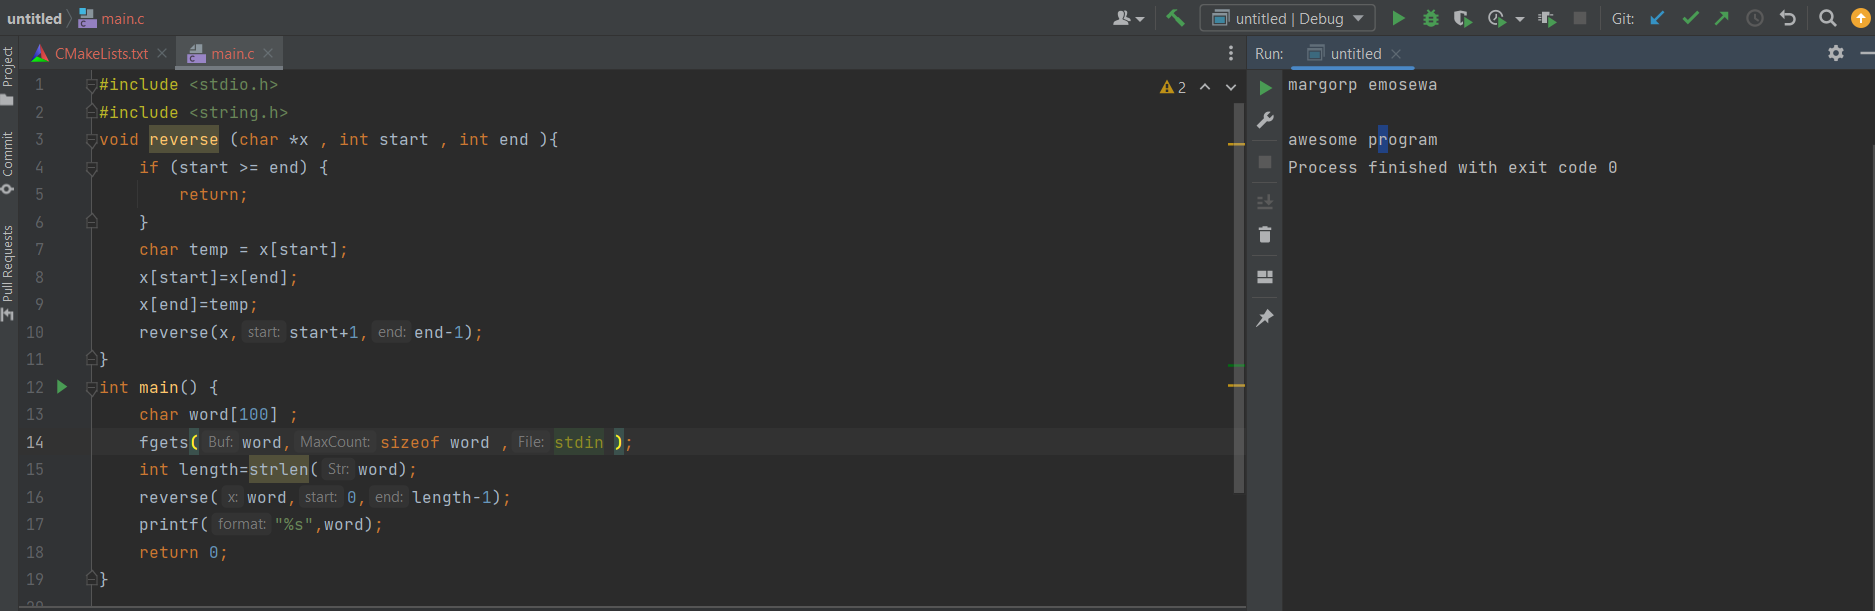 untitled main.c
untitled | Debug Git:
CMakeLists.txt main.c
Run: untitled
Project
Commit
Pull Requests
2
1 #include <stdio.h>
2 #include <string.h>
3 void reverse (char *x , int start , int end ){
4 if (start >= end) {
5 return;
6 }
7 char temp = x[start];
8 x[start]=x[end];
9 x[end]=temp;
10 reverse(x, start: start+1, end: end-1);
11 }
12 int main() {
13 char word[100] ;
14 fgets( Buf: word, MaxCount: sizeof word , File: stdin );
15 int length=strlen( Str: word);
16 reverse( x: word, start: 0, end: length-1);
17 printf( format: "%s",word);
18 return 0;
19 }
20
margorp emosewa
awesome program
Process finished with exit code 0